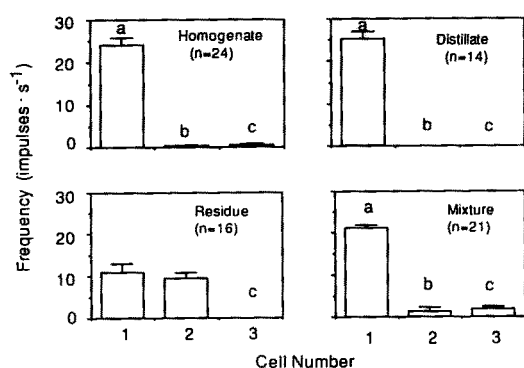 Frequency (impulses · s⁻¹)
30
20
10
0
a
Homogenate
(n=24)
b
c
a
Distillate
(n=14)
b
c
30
20
10
0
Residue
(n=16)
c
a
Mixture
(n=21)
b
c
1 2 3
1 2 3
Cell Number